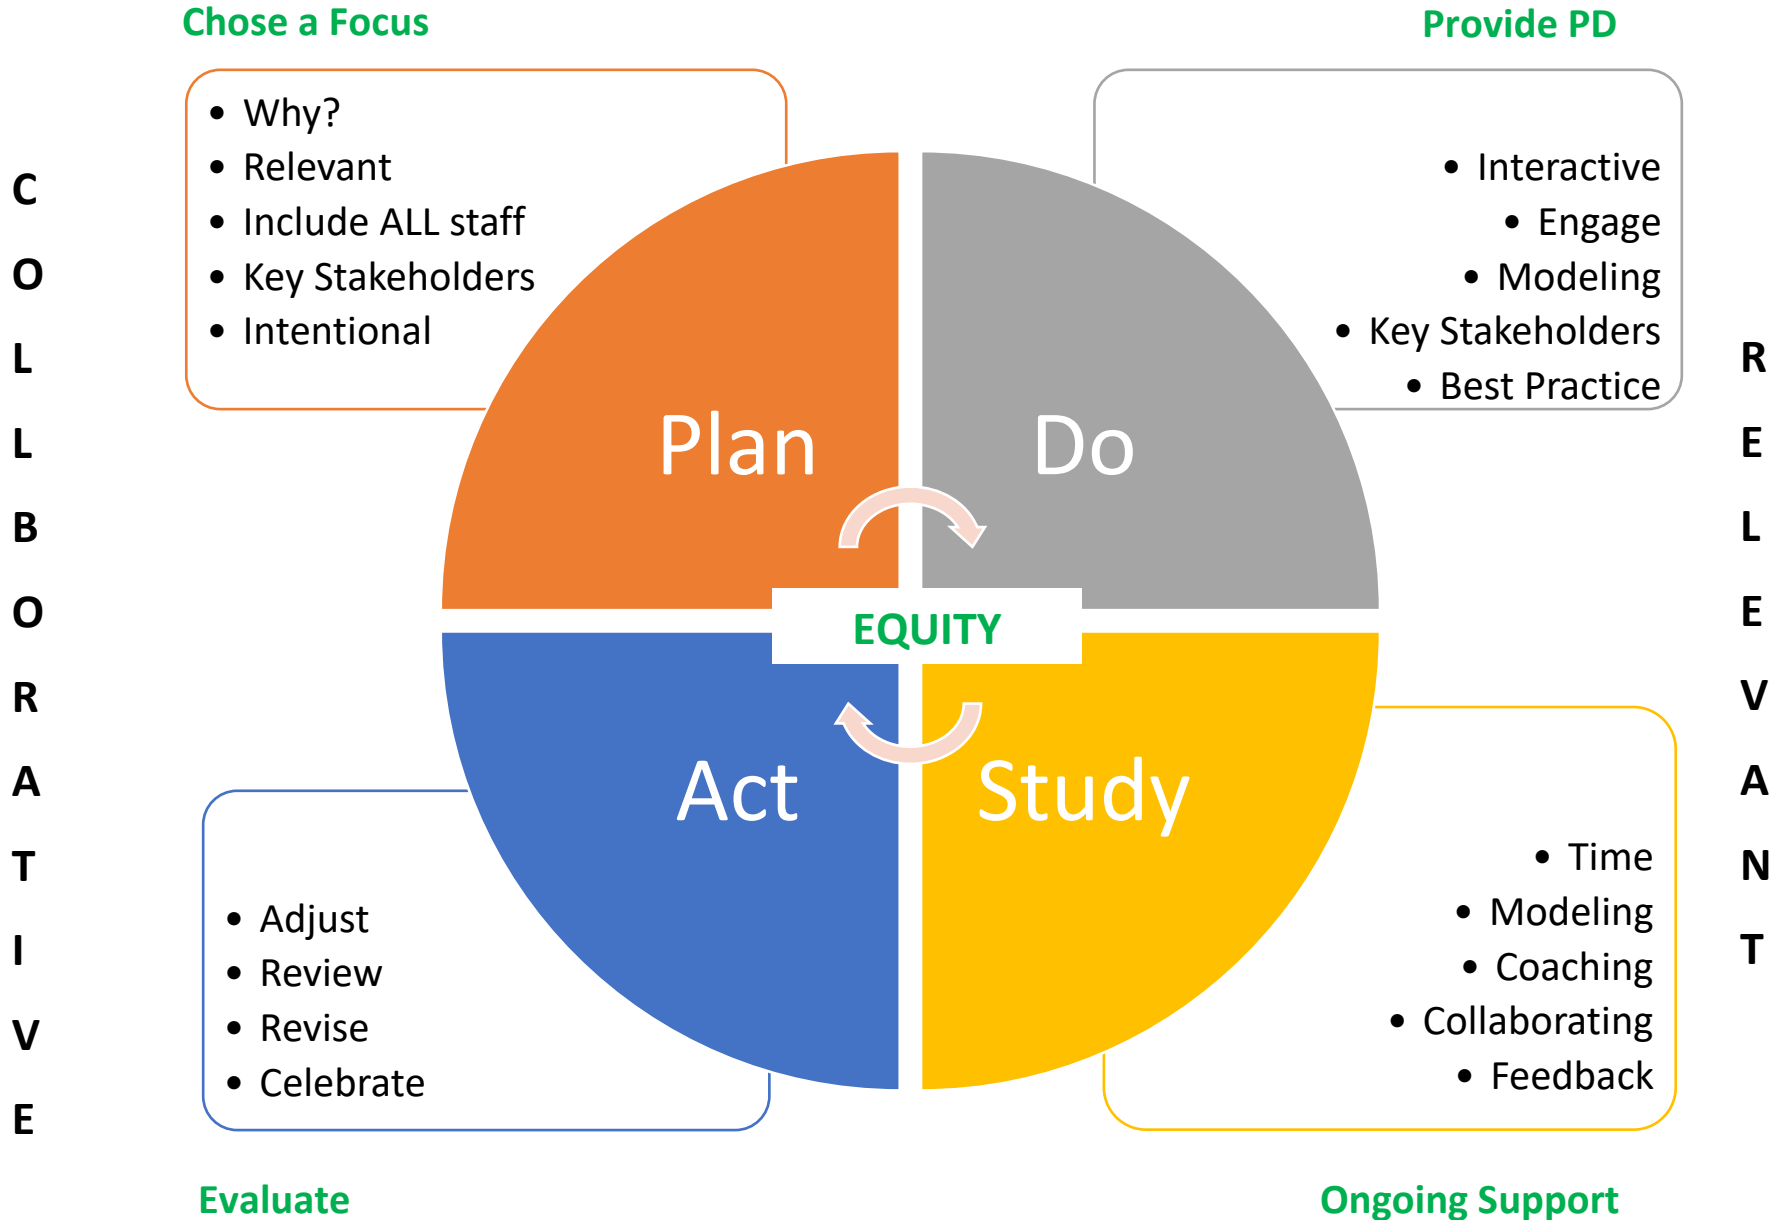 Chose a Focus
Provide PD
• Why?
• Relevant
• Include ALL staff
• Key Stakeholders
• Intentional
• Interactive
• Engage
• Modeling
• Key Stakeholders
• Best Practice
C
O
L
L
B
O
R
A
T
I
V
E
Plan
Do
EQUITY
Act
Study
R
E
L
E
V
A
N
T
• Adjust
• Review
• Revise
• Celebrate
• Time
• Modeling
• Coaching
• Collaborating
• Feedback
Evaluate
Ongoing Support